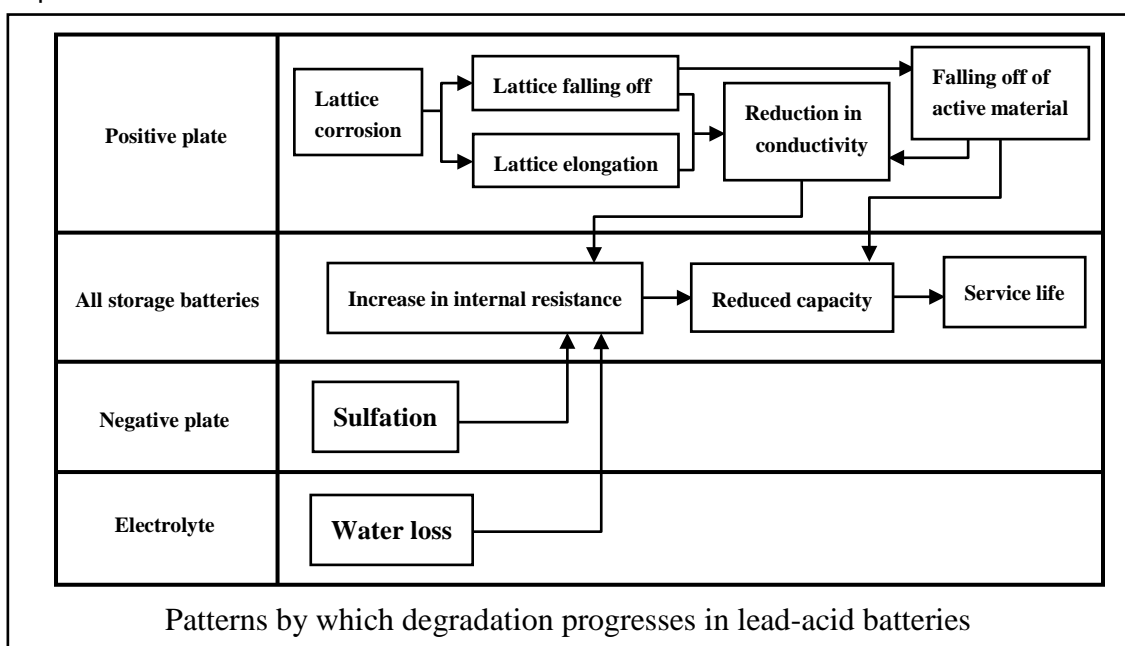 Positive plate
Lattice
corrosion
Lattice falling off
Lattice elongation
Reduction in
conductivity
Falling off of
active material
All storage batteries
Increase in internal resistance
Reduced capacity
Service life
Negative plate
Sulfation
Electrolyte
Water loss
Patterns by which degradation progresses in lead-acid batteries